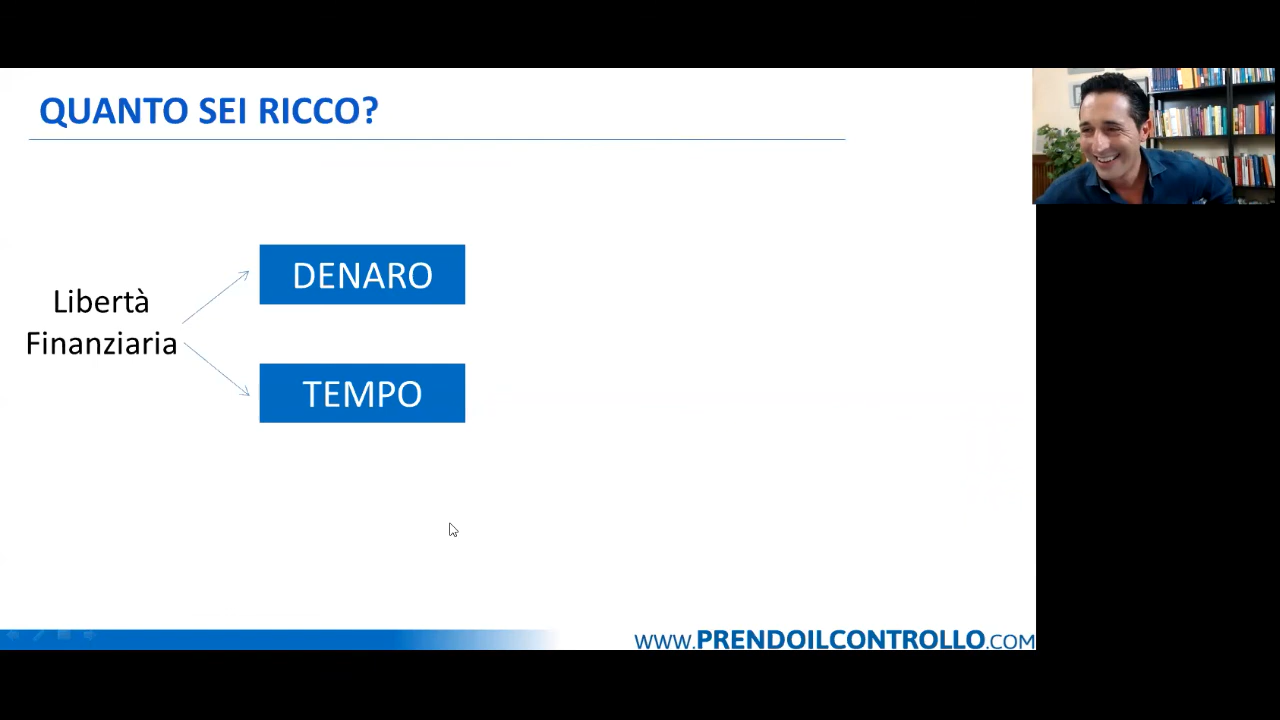 QUANTO SEI RICCO?
DENARO
Libertà
Finanziaria
TEMPO
WWW.PRENDOILCONTROLLO.COM